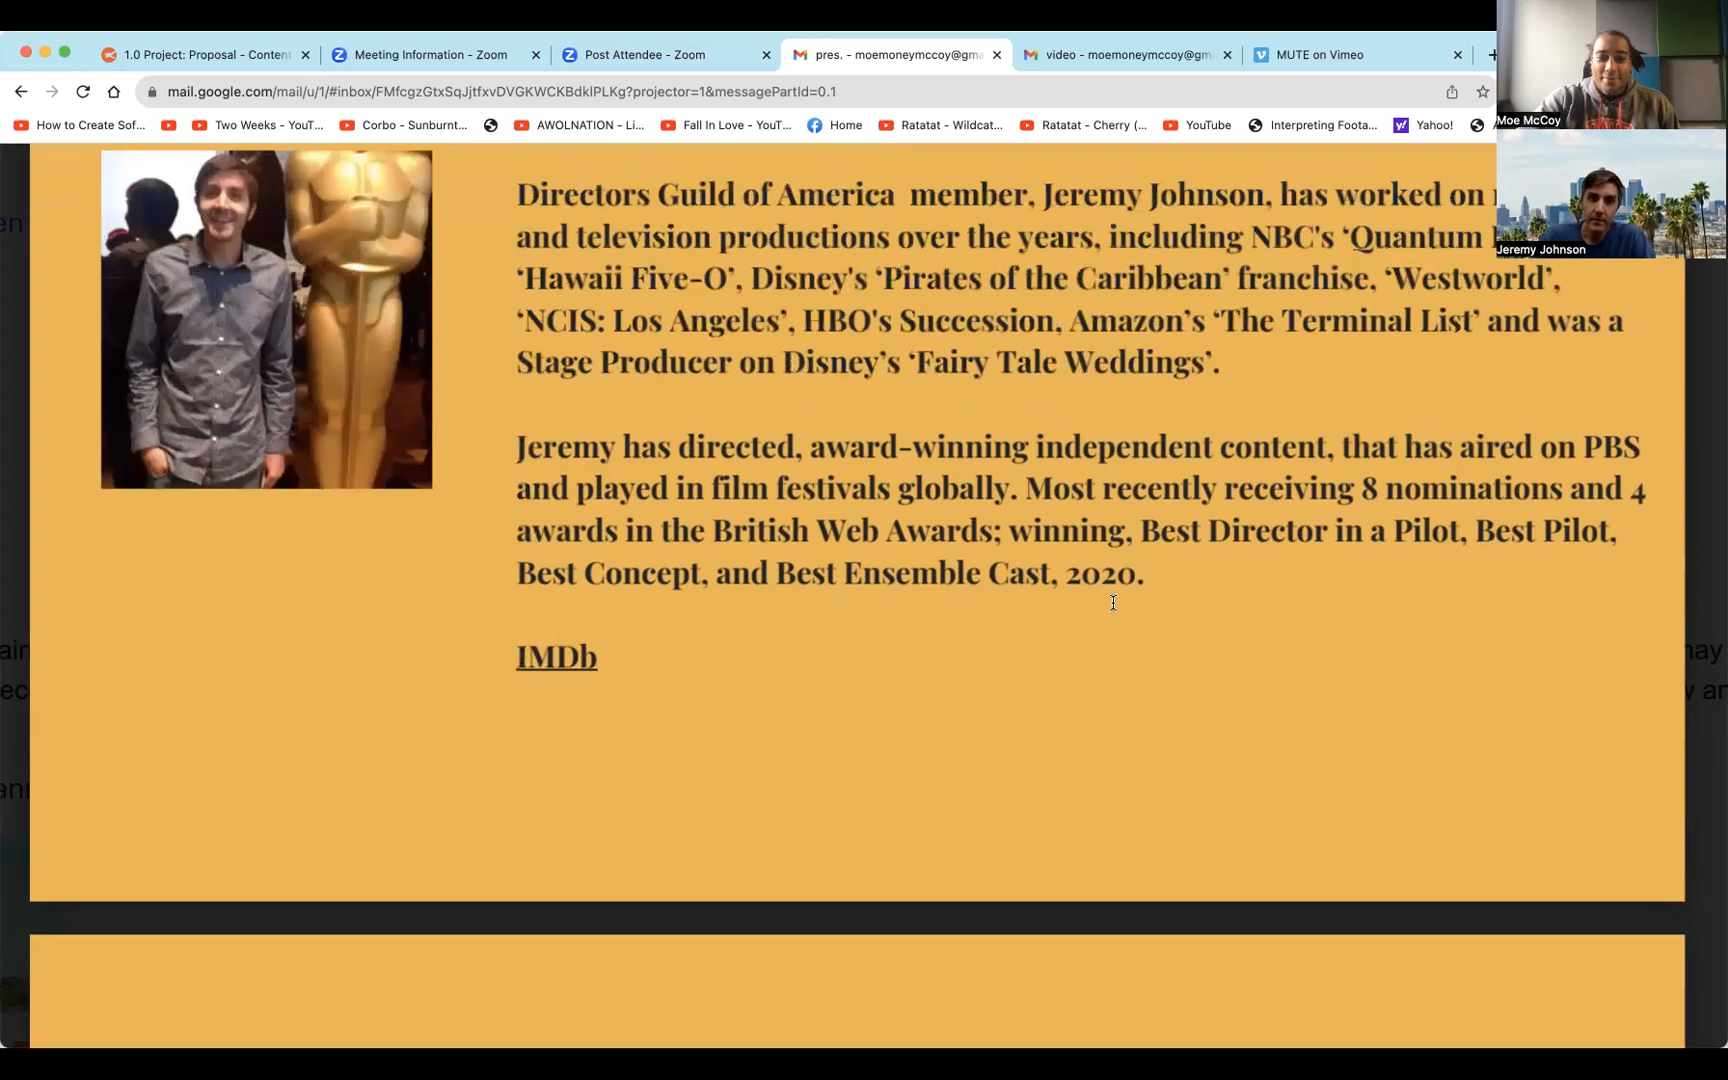 1.0 Project: Proposal - Content
Meeting Information - Zoom
Post Attendee - Zoom
pres. - moemoneymccoy@gma
video - moemoneymccoy@gm
MUTE on Vimeo
mail.google.com/mail/u/1/#inbox/FMfcgzGtxSqJjtfxvDVGKWCKBdklPLKg?projector=1&messagePartId=0.1
How to Create Sof...
Two Weeks - YouT...
Corbo - Sunburnt...
AWOLNATION - Li...
Fall In Love - YouT...
Home
Ratatat - Wildcat...
Ratatat - Cherry (...
YouTube
Interpreting Foota...
Yahoo!
Moe McCoy
Jeremy Johnson
Directors Guild of America member, Jeremy Johnson, has worked on
and television productions over the years, including NBC's ‘Quantum
‘Hawaii Five-O’, Disney's ‘Pirates of the Caribbean’ franchise, ‘Westworld’,
‘NCIS: Los Angeles’, HBO's Succession, Amazon’s ‘The Terminal List’ and was a
Stage Producer on Disney’s ‘Fairy Tale Weddings’.
Jeremy has directed, award-winning independent content, that has aired on PBS
and played in film festivals globally. Most recently receiving 8 nominations and 4
awards in the British Web Awards; winning, Best Director in a Pilot, Best Pilot,
Best Concept, and Best Ensemble Cast, 2020.
IMDb